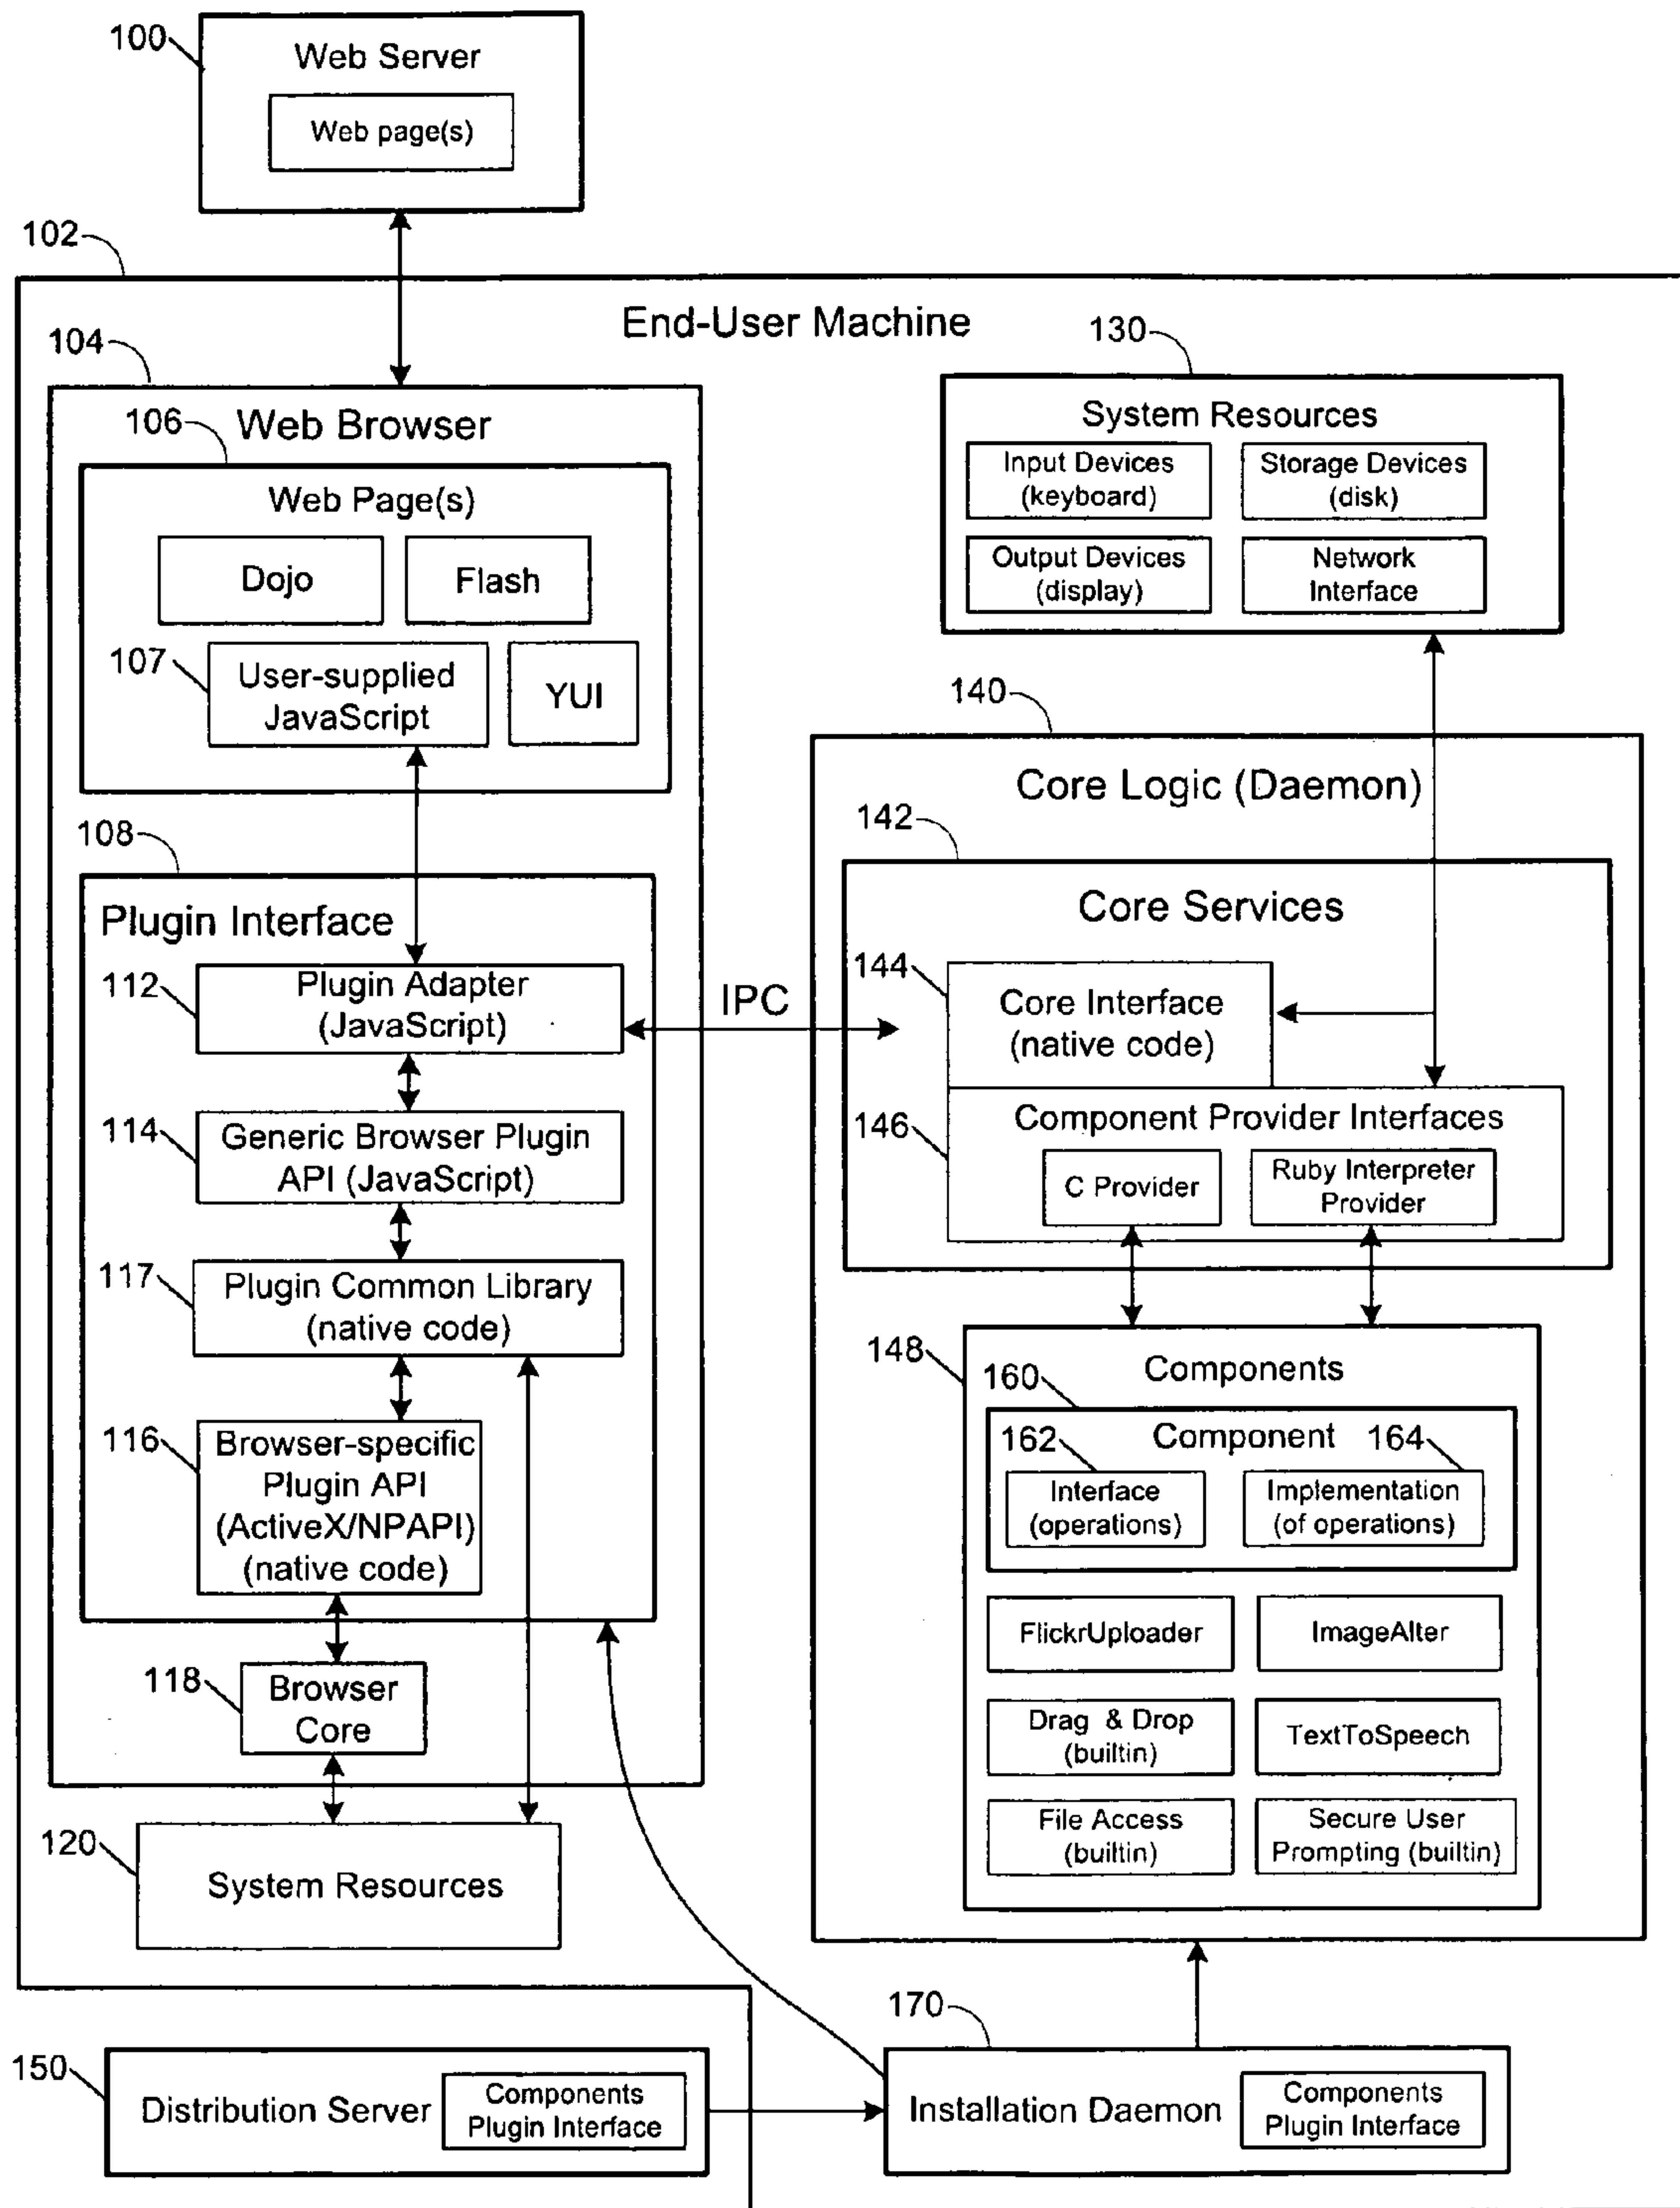 100
Web Server
Web page(s)
102
End-User Machine
104
Web Browser
106
Web Page(s)
Dojo
Flash
107
User-supplied
JavaScript
YUI
108
Plugin Interface
112
Plugin Adapter
(JavaScript)
IPC
114
Generic Browser Plugin
API (JavaScript)
117
Plugin Common Library
(native code)
116
Browser-specific
Plugin API
(ActiveX/NPAPI)
(native code)
118
Browser
Core
120
System Resources
130
System Resources
Input Devices
(keyboard)
Storage Devices
(disk)
Output Devices
(display)
Network
Interface
140
Core Logic (Daemon)
142
Core Services
144
Core Interface
(native code)
146
Component Provider Interfaces
C Provider
Ruby Interpreter
Provider
148
Components
160
Component
162
Interface
(operations)
164
Implementation
(of operations)
FlickrUploader
ImageAlter
Drag & Drop
(builtin)
TextToSpeech
File Access
(builtin)
Secure User
Prompting (builtin)
150
Distribution Server
Components
Plugin Interface
170
Installation Daemon
Components
Plugin Interface